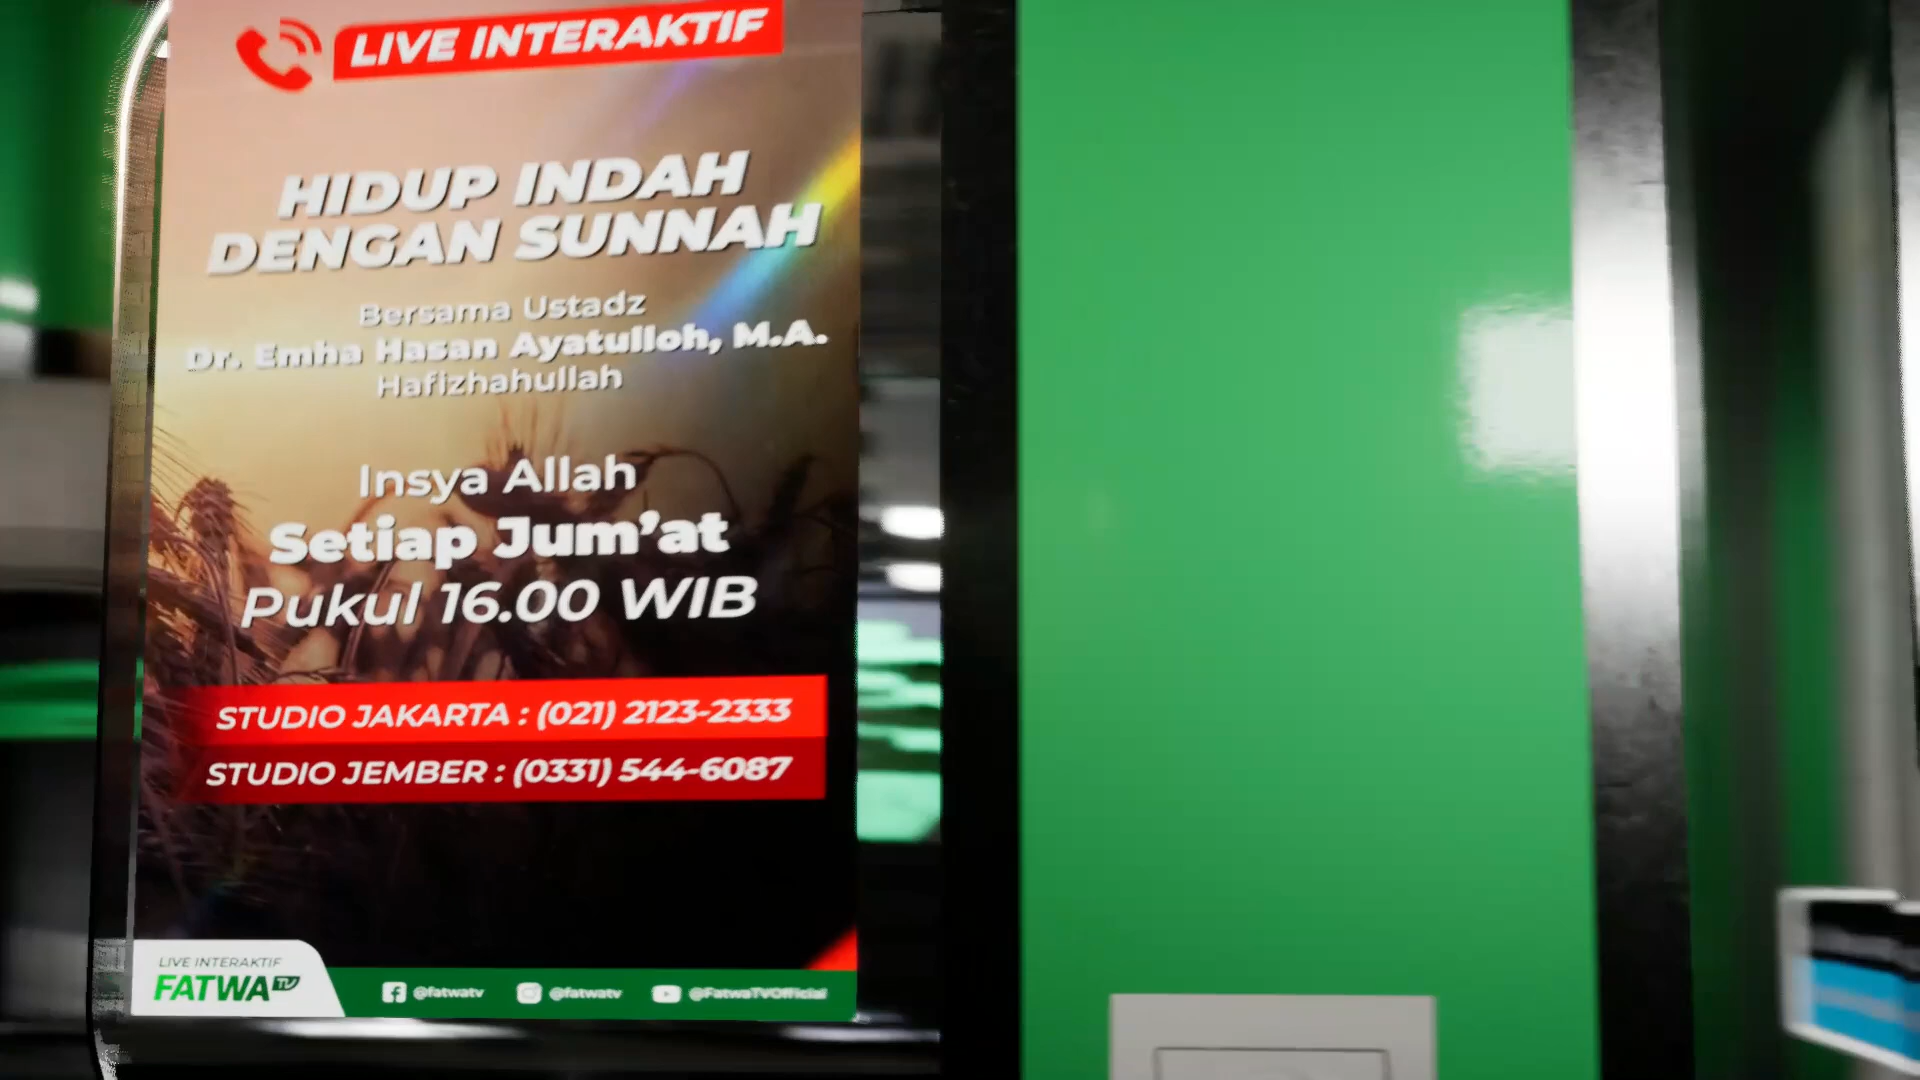 LIVE INTERAKTIF
HIDUP INDAH
DENGAN SUNNAH
Bersama Ustadz
Dr. Emha Hasan Ayatulloh, M.A.
Hafizhahullah
Insya Allah
Setiap Jum'at
Pukul 16.00 WIB
STUDIO JAKARTA : (021) 2123-2333
STUDIO JEMBER : (0331) 544-6087
LIVE INTERAKTIF
FATWA TV
@fatwatv @fatwatv @FatwaTVOfficial